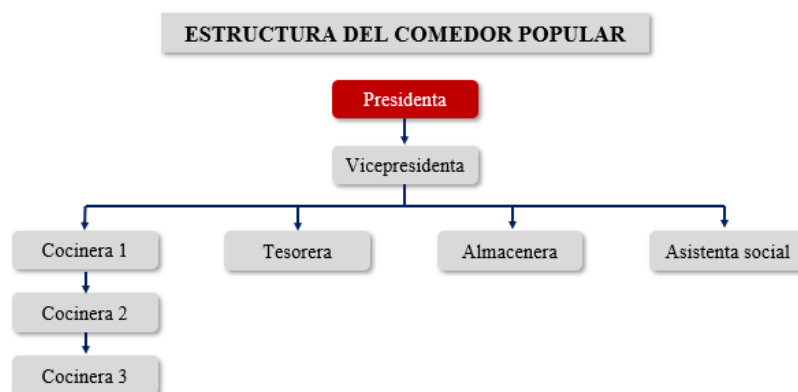 ESTRUCTURA DEL COMEDOR POPULAR
Presidenta
Vicepresidenta
Cocinera 1
Tesorera
Almacenera
Asistenta social
Cocinera 2
Cocinera 3